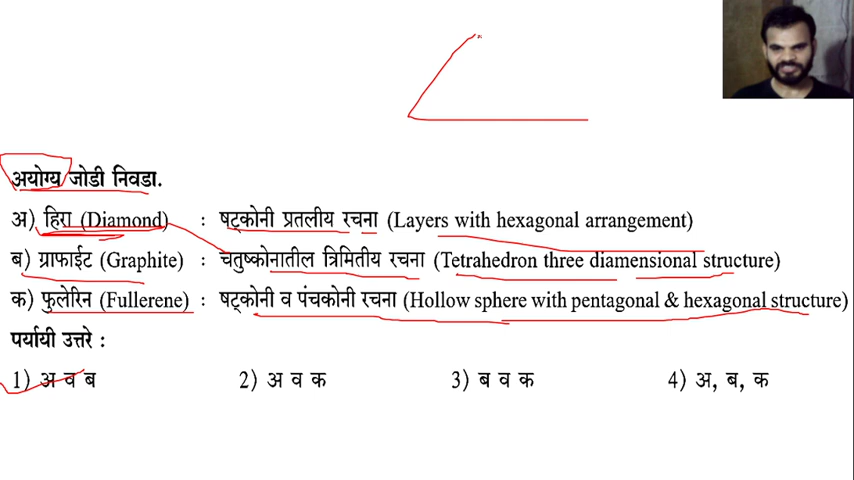 अयोग्य जोडी निवडा.
अ) हिरा (Diamond) : षट्कोनी प्रतलीय रचना (Layers with hexagonal arrangement)
ब) ग्राफाईट (Graphite) : चतुष्कोनातील त्रिमितीय रचना (Tetrahedron three diamensional structure)
क) फुलेरिन (Fullerene) : षट्कोनी व पंचकोनी रचना (Hollow sphere with pentagonal & hexagonal structure)
पर्यायी उत्तरे :
1) अ व ब 2) अ व क 3) ब व क 4) अ, ब, क